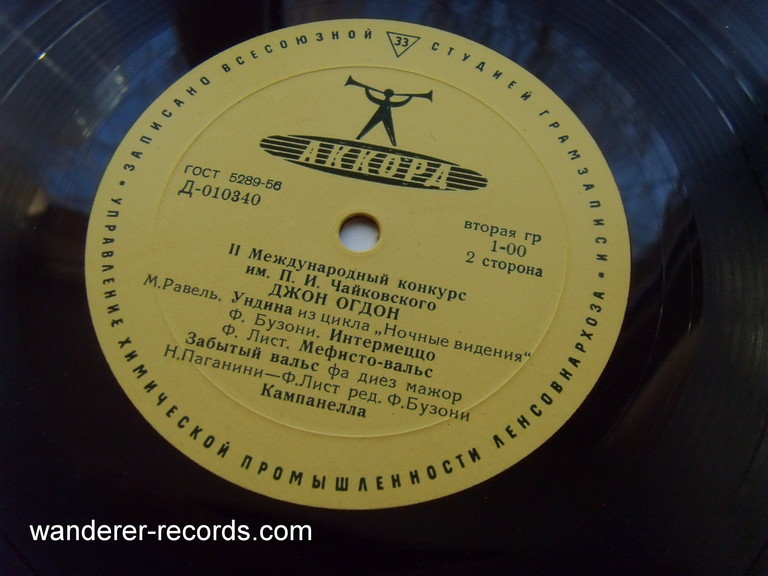 • ЗАПИСАНО ВСЕСОЮЗНОЙ 33 СТУДИЕЙ ГРАМЗАПИСИ •
УПРАВЛЕНИЕ ХИМИЧЕСКОЙ ПРОМЫШЛЕННОСТИ ЛЕНСОВНАРХОЗА
АККОРД
ГОСТ 5289-56
Д-010340
вторая гр
1-00
2 сторона
II Международный конкурс
им. П. И. Чайковского
ДЖОН ОГДОН
М. Равель. Ундина из цикла „Ночные видения“
Ф. Бузони. Интермеццо
Ф. Лист. Мефисто-вальс
Забытый вальс фа диез мажор
Н. Паганини—Ф. Лист ред. Ф. Бузони
Кампанелла
wanderer-records.com